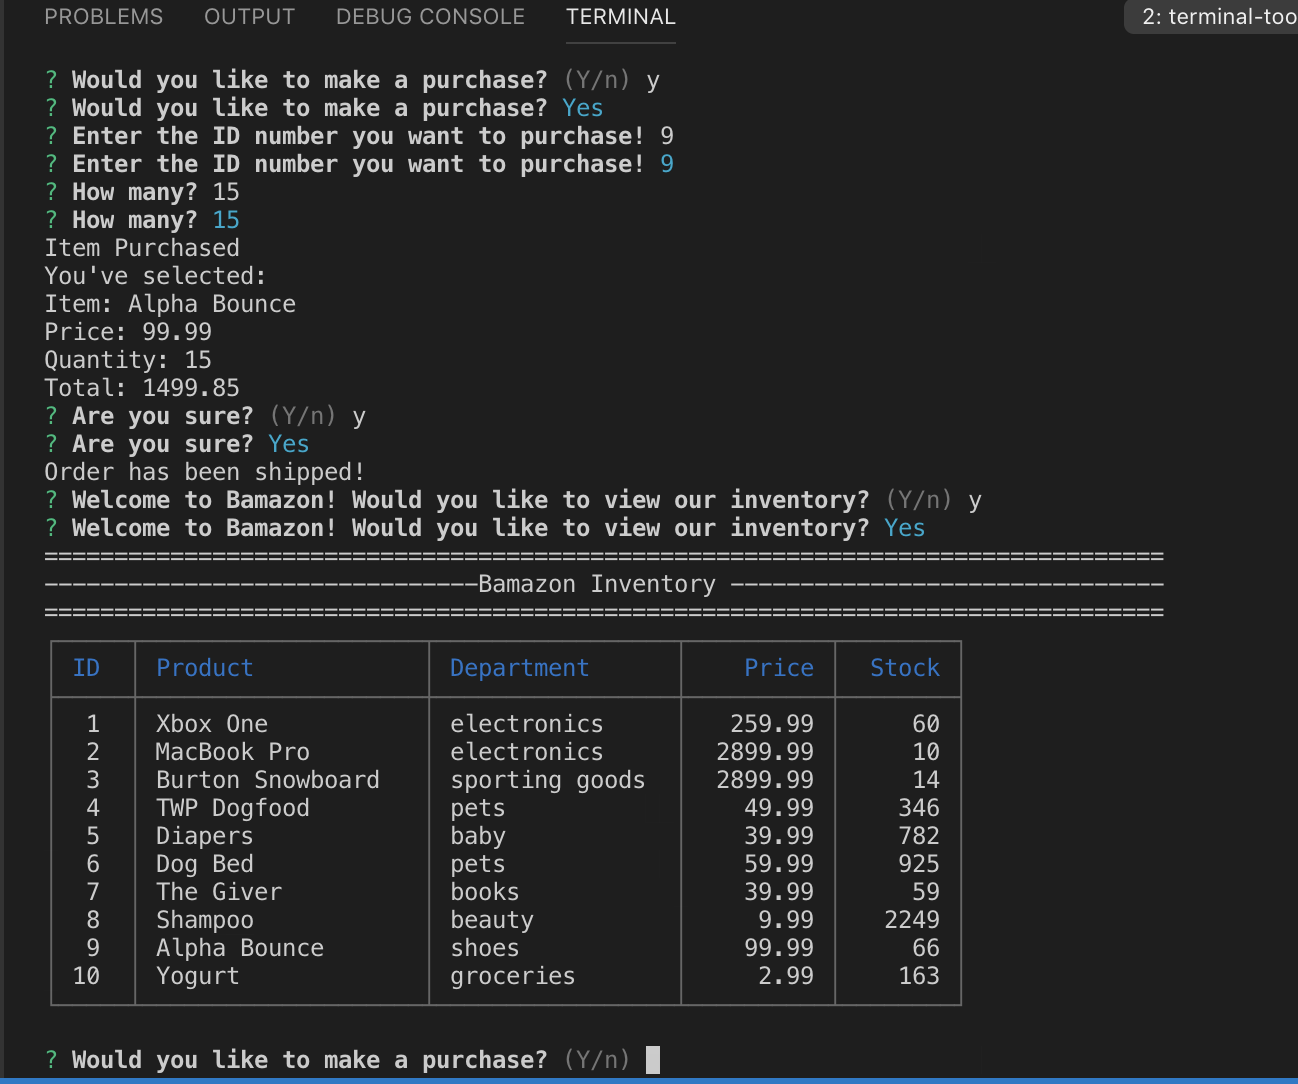 PROBLEMS OUTPUT DEBUG CONSOLE TERMINAL 2: terminal-too
? Would you like to make a purchase? (Y/n) y
? Would you like to make a purchase? Yes
? Enter the ID number you want to purchase! 9
? Enter the ID number you want to purchase! 9
? How many? 15
? How many? 15
Item Purchased
You've selected:
Item: Alpha Bounce
Price: 99.99
Quantity: 15
Total: 1499.85
? Are you sure? (Y/n) y
? Are you sure? Yes
Order has been shipped!
? Welcome to Bamazon! Would you like to view our inventory? (Y/n) y
? Welcome to Bamazon! Would you like to view our inventory? Yes
================================================================================
-------------------------------Bamazon Inventory -------------------------------
================================================================================
ID Product Department Price Stock
1 Xbox One electronics 259.99 60
2 MacBook Pro electronics 2899.99 10
3 Burton Snowboard sporting goods 2899.99 14
4 TWP Dogfood pets 49.99 346
5 Diapers baby 39.99 782
6 Dog Bed pets 59.99 925
7 The Giver books 39.99 59
8 Shampoo beauty 9.99 2249
9 Alpha Bounce shoes 99.99 66
10 Yogurt groceries 2.99 163
? Would you like to make a purchase? (Y/n)